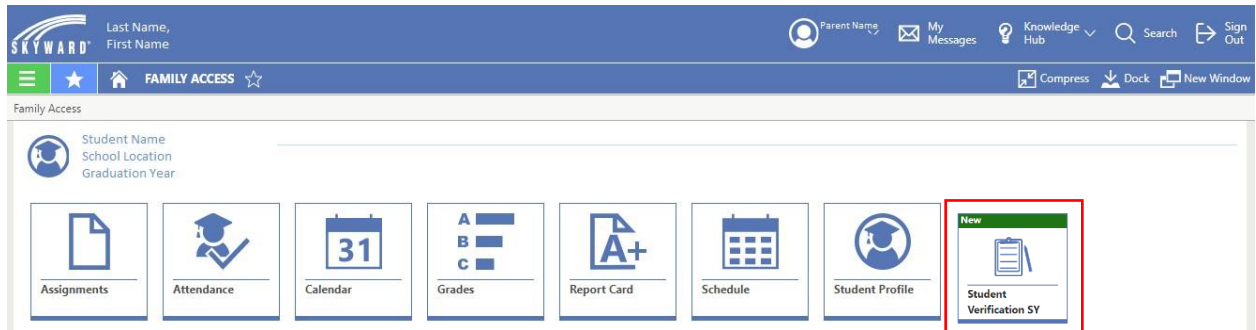 SKYWARD
Last Name,
First Name
Parent Name
My
Messages
Knowledge
Hub
Search
Sign
Out
FAMILY ACCESS
Compress
Dock
New Window
Family Access
Student Name
School Location
Graduation Year
31
A
B
C
A+
New
Assignments
Attendance
Calendar
Grades
Report Card
Schedule
Student Profile
Student
Verification SY